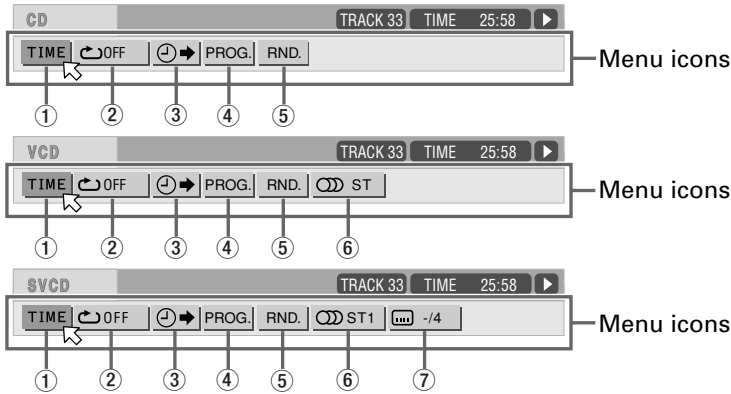 CD TRACK 33 TIME 25:58
TIME OFF PROG. RND. Menu icons
① ② ③ ④ ⑤
VCD TRACK 33 TIME 25:58
TIME OFF PROG. RND. ST Menu icons
① ② ③ ④ ⑤ ⑥
SVCD TRACK 33 TIME 25:58
TIME OFF PROG. RND. ST1 -/4 Menu icons
① ② ③ ④ ⑤ ⑥ ⑦